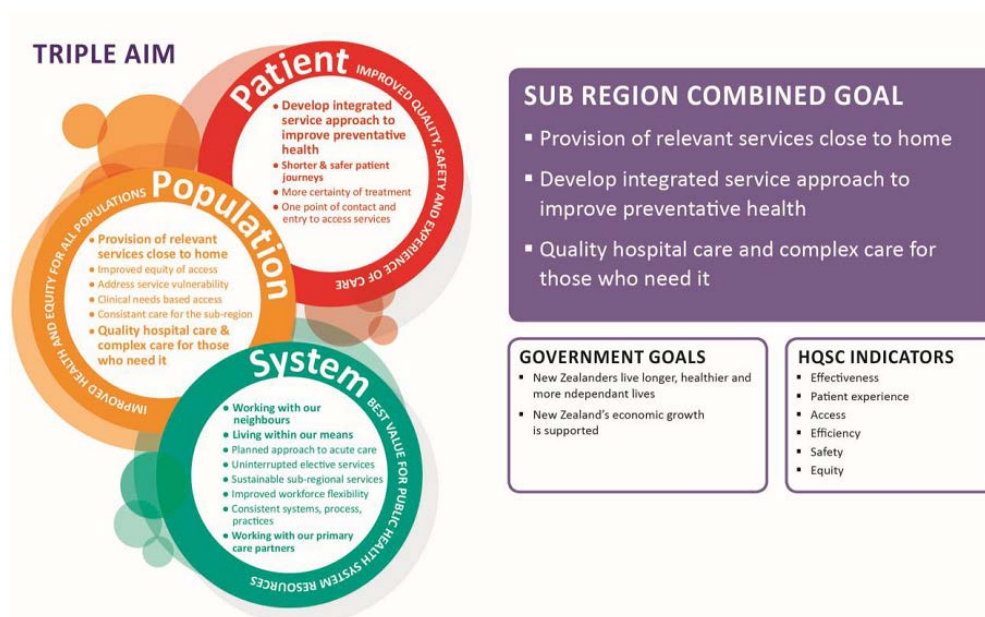 TRIPLE AIM
Patient
IMPROVED QUALITY, SAFETY AND EXPERIENCE OF CARE
• Develop integrated
service approach to
improve preventative
health
• Shorter & safer patient
journeys
• More certainty of treatment
• One point of contact and
entry to access services
Population
IMPROVED HEALTH AND EQUITY FOR ALL POPULATIONS
• Provision of relevant
services close to home
• Improved equity of access
• Address service vulnerability
• Clinical needs based access
• Consistant care for the sub-region
• Quality hospital care &
complex care for those
who need it
System
BEST VALUE FOR PUBLIC HEALTH SYSTEM RESOURCES
• Working with our
neighbours
• Living within our means
• Planned approach to acute care
• Uninterrupted elective services
• Sustainable sub-regional services
• Improved workforce flexibility
• Consistent systems, process,
practices
• Working with our primary
care partners
SUB REGION COMBINED GOAL
▪ Provision of relevant services close to home
▪ Develop integrated service approach to
improve preventative health
▪ Quality hospital care and complex care for
those who need it
GOVERNMENT GOALS
▪ New Zealanders live longer, healthier and
more ndependant lives
▪ New Zealand's economic growth
is supported
HQSC INDICATORS
▪ Effectiveness
▪ Patient experience
▪ Access
▪ Efficiency
▪ Safety
▪ Equity